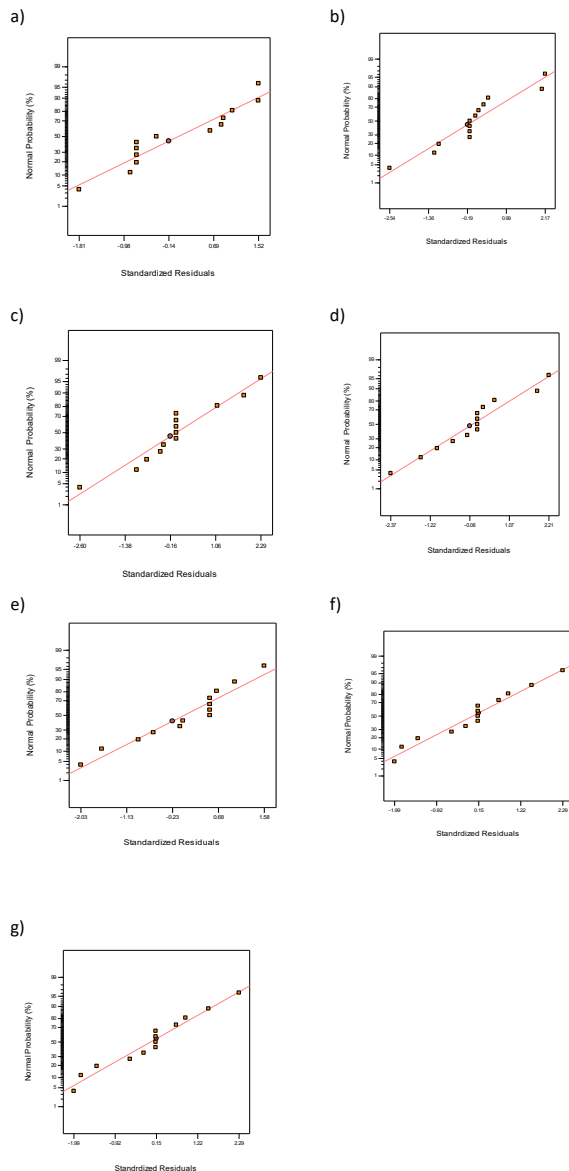 a)
Normal Probability (%)
99
95
90
80
70
50
30
20
10
5
1
-1.81 -0.98 -0.14 0.69 1.52
Standardized Residuals
b)
Normal Probability (%)
99
95
90
80
70
50
30
20
10
5
1
-2.54 -1.36 -0.19 0.99 2.17
Standardized Residuals
c)
Normal Probability (%)
99
95
90
80
70
50
30
20
10
5
1
-2.60 -1.38 -0.16 1.06 2.29
Standardized Residuals
d)
Normal Probability (%)
99
95
90
80
70
50
30
20
10
5
1
-2.37 -1.22 -0.08 1.07 2.21
Standardized Residuals
e)
Normal Probability (%)
99
95
90
80
70
50
30
20
10
5
1
-2.03 -1.13 -0.23 0.68 1.58
Standardized Residuals
f)
Normal Probability (%)
99
95
90
80
70
50
30
20
10
5
1
-1.99 -0.92 0.15 1.22 2.29
Standrdized Residuals
g)
Normal Probability (%)
99
95
90
80
70
50
30
20
10
5
1
-1.99 -0.92 0.15 1.22 2.29
Standrdized Residuals